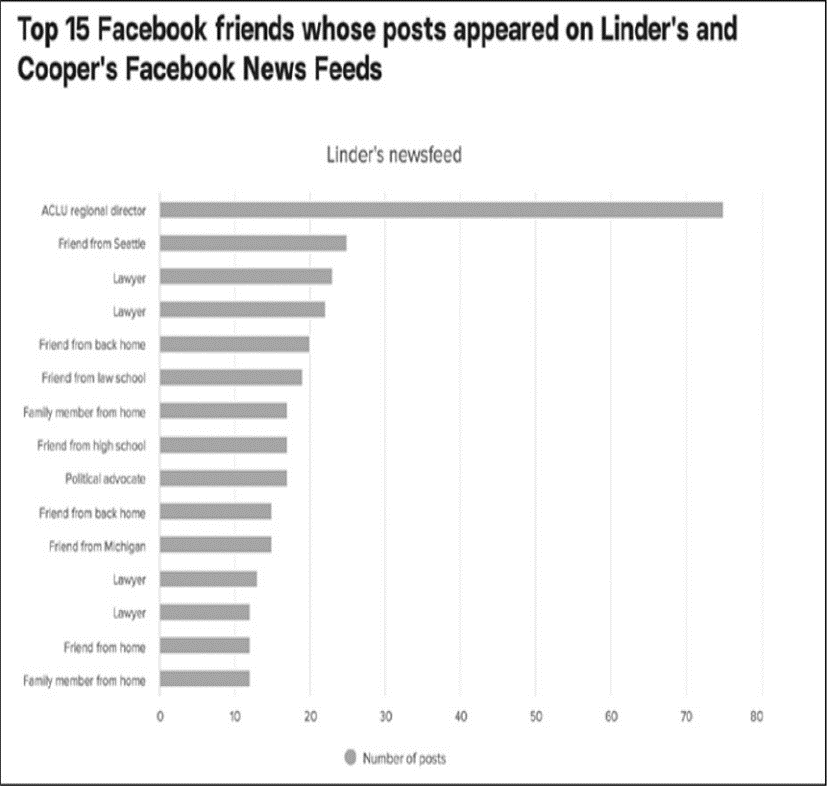 Top 15 Facebook friends whose posts appeared on Linder's and
Cooper's Facebook News Feeds
Linder's newsfeed
ACLU regional director
Friend from Seattle
Lawyer
Lawyer
Friend from back home
Friend from law school
Family member from home
Friend from high school
Political advocate
Friend from back home
Friend from Michigan
Lawyer
Lawyer
Friend from home
Family member from home
0 10 20 30 40 50 60 70 80
Number of posts